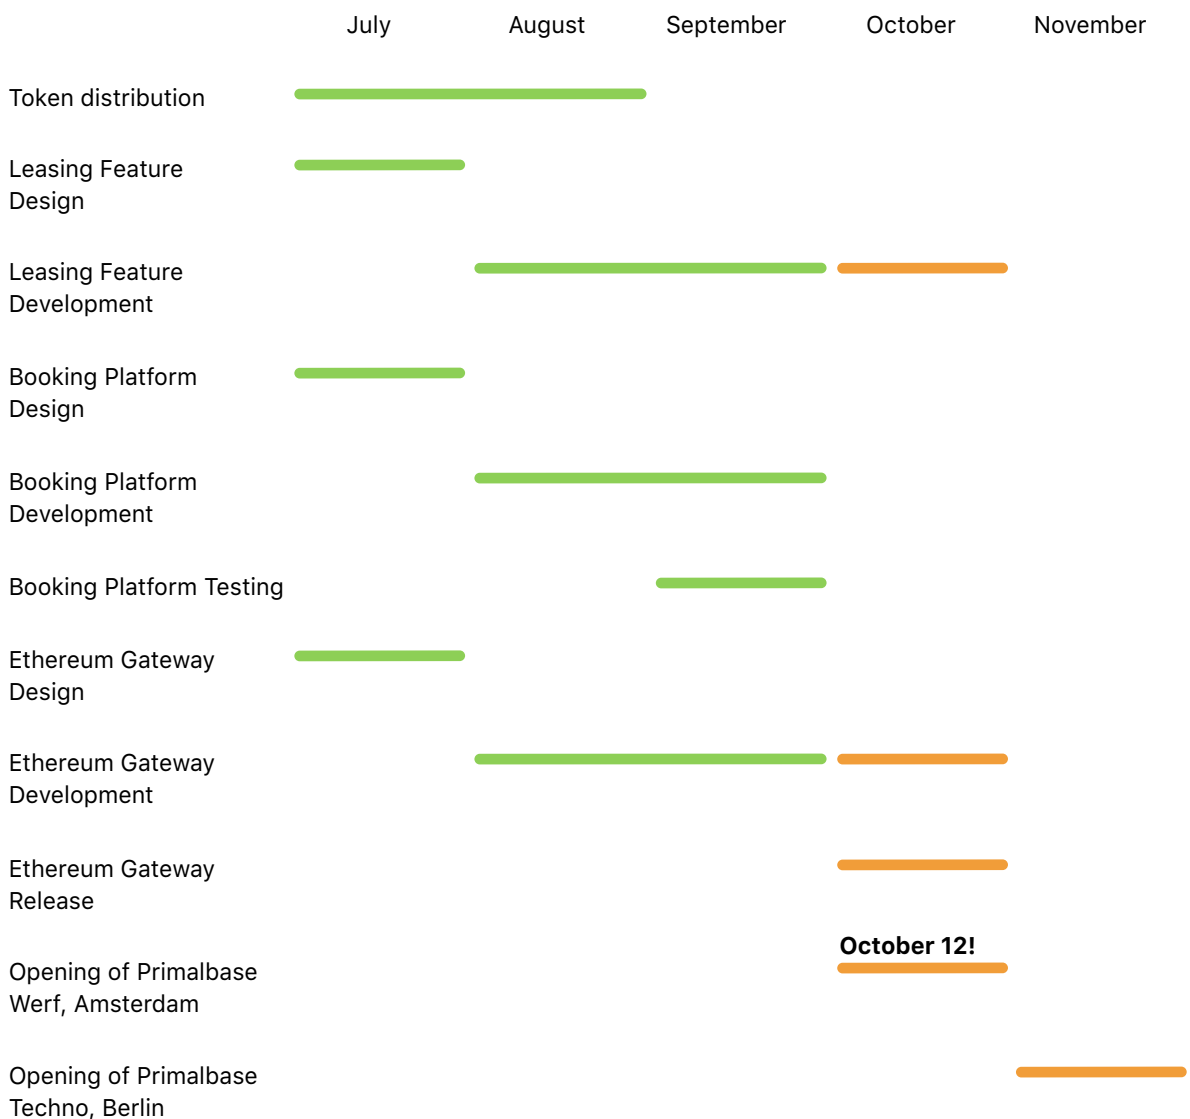 July August September October November
Token distribution
Leasing Feature
Design
Leasing Feature
Development
Booking Platform
Design
Booking Platform
Development
Booking Platform Testing
Ethereum Gateway
Design
Ethereum Gateway
Development
Ethereum Gateway
Release
October 12!
Opening of Primalbase
Werf, Amsterdam
Opening of Primalbase
Techno, Berlin